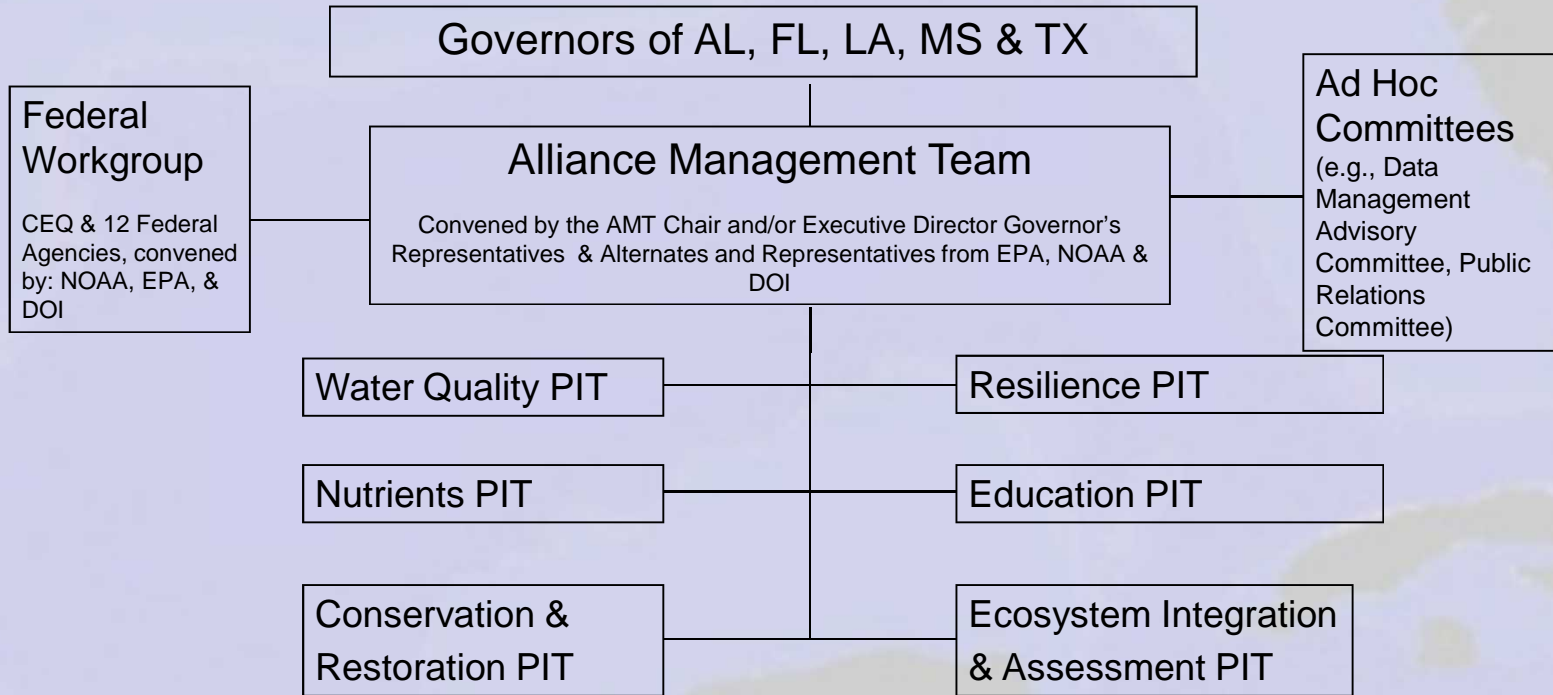 Governors of AL, FL, LA, MS & TX
Federal
Workgroup
CEQ & 12 Federal
Agencies, convened
by: NOAA, EPA, &
DOI
Alliance Management Team
Convened by the AMT Chair and/or Executive Director Governor's
Representatives & Alternates and Representatives from EPA, NOAA &
DOI
Ad Hoc
Committees
(e.g., Data
Management
Advisory
Committee, Public
Relations
Committee)
Water Quality PIT
Resilience PIT
Nutrients PIT
Education PIT
Conservation &
Restoration PIT
Ecosystem Integration
& Assessment PIT